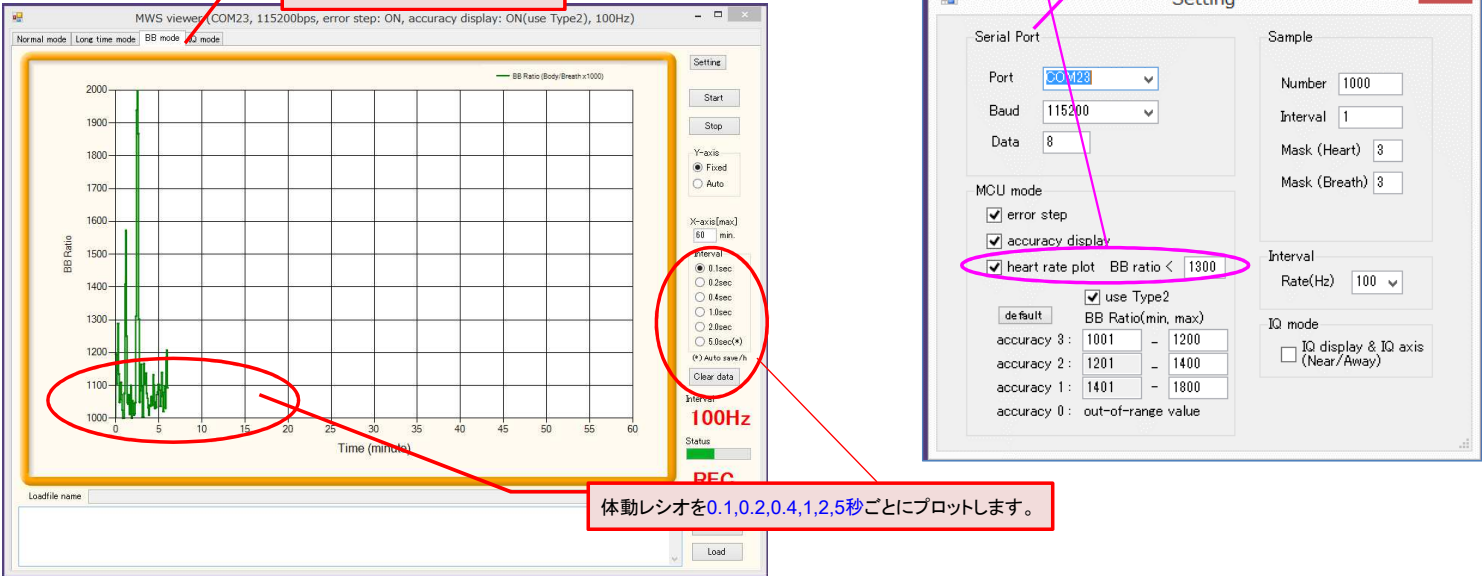 MWS viewer (COM23, 115200bps, error step: ON, accuracy display: ON(use Type2), 100Hz)
Normal mode
Long time mode
BB mode
IQ mode
BB Ratio (Body/Breath x1000)
BB Ratio
2000
1900
1800
1700
1600
1500
1400
1300
1200
1100
1000
0 5 10 15 20 25 30 35 40 45 50 55 60
Time (minute)
Setting
Start
Stop
Y-axis
Fixed
Auto
X-axis[max]
60 min.
Interval
0.1sec
0.2sec
0.4sec
1.0sec
2.0sec
5.0sec(*)
(*) Auto save/h
Clear data
Interval
100Hz
Status
REC
Loadfile name
Load
体動レシオを0.1,0.2,0.4,1,2,5秒ごとにプロットします。
Setting
Serial Port
Port COM23
Baud 115200
Data 8
MCU mode
error step
accuracy display
heart rate plot BB ratio < 1300
use Type2
default BB Ratio(min, max)
accuracy 3 : 1001 - 1200
accuracy 2 : 1201 - 1400
accuracy 1 : 1401 - 1800
accuracy 0 : out-of-range value
Sample
Number 1000
Interval 1
Mask (Heart) 3
Mask (Breath) 3
Interval
Rate(Hz) 100
IQ mode
IQ display & IQ axis
(Near/Away)